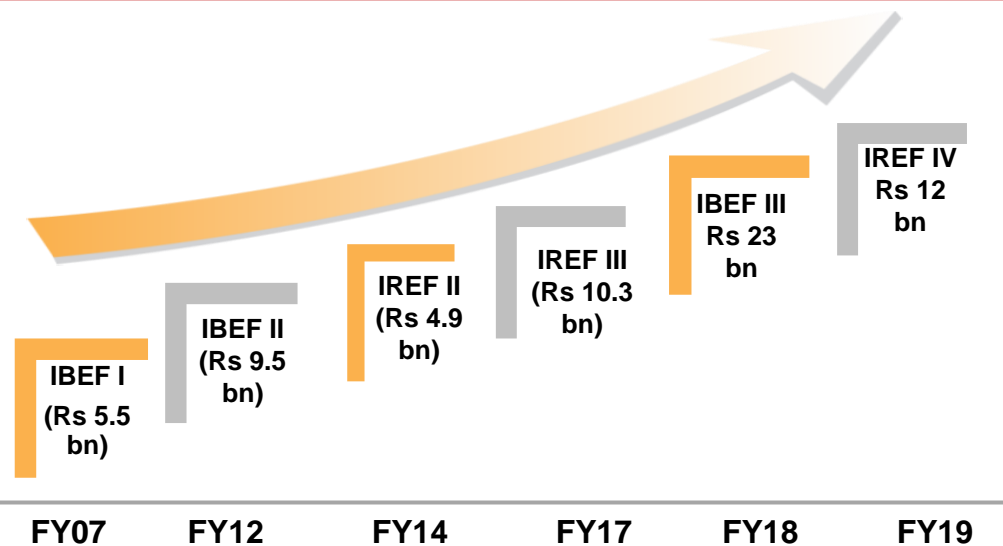 IBEF I
(Rs 5.5
bn)
IBEF II
(Rs 9.5
bn)
IREF II
(Rs 4.9
bn)
IREF III
(Rs 10.3
bn)
IBEF III
Rs 23
bn
IREF IV
Rs 12
bn
FY07 FY12 FY14 FY17 FY18 FY19